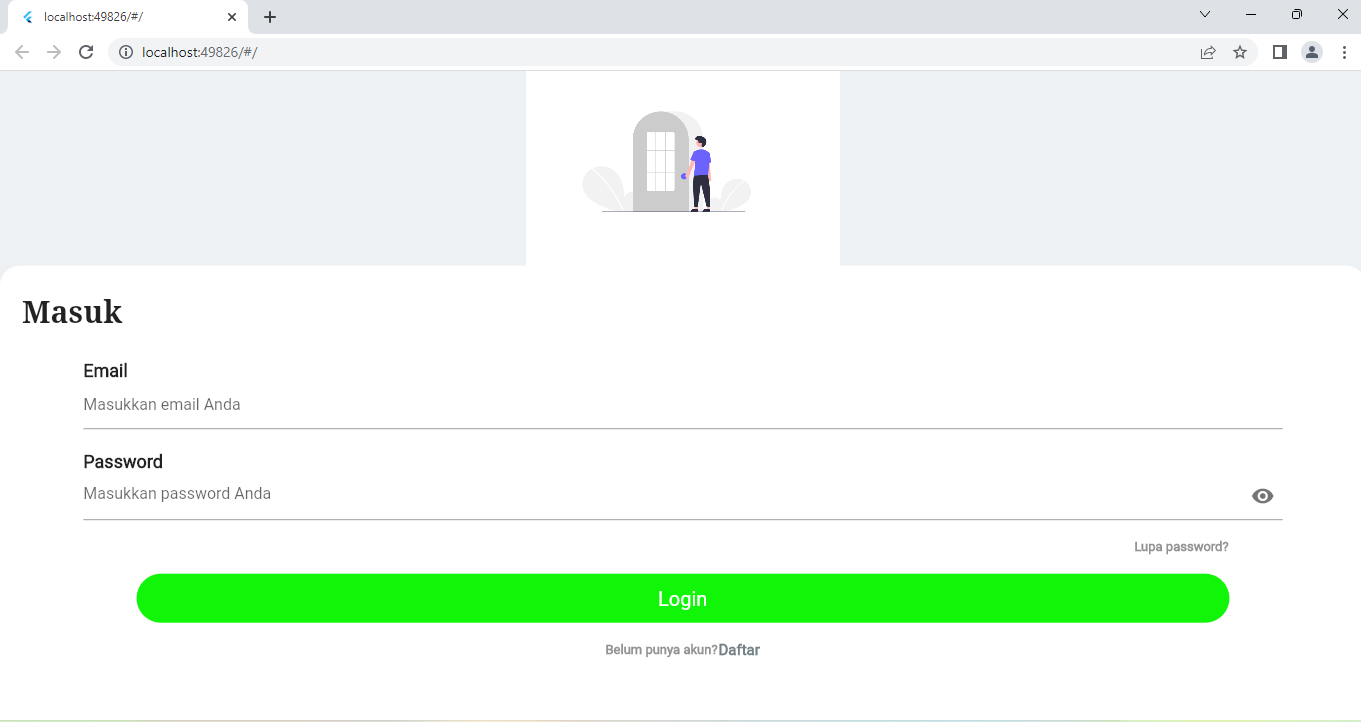 localhost:49826/#/
localhost:49826/#/
Masuk
Email
Masukkan email Anda
Password
Masukkan password Anda
Lupa password?
Login
Belum punya akun?Daftar